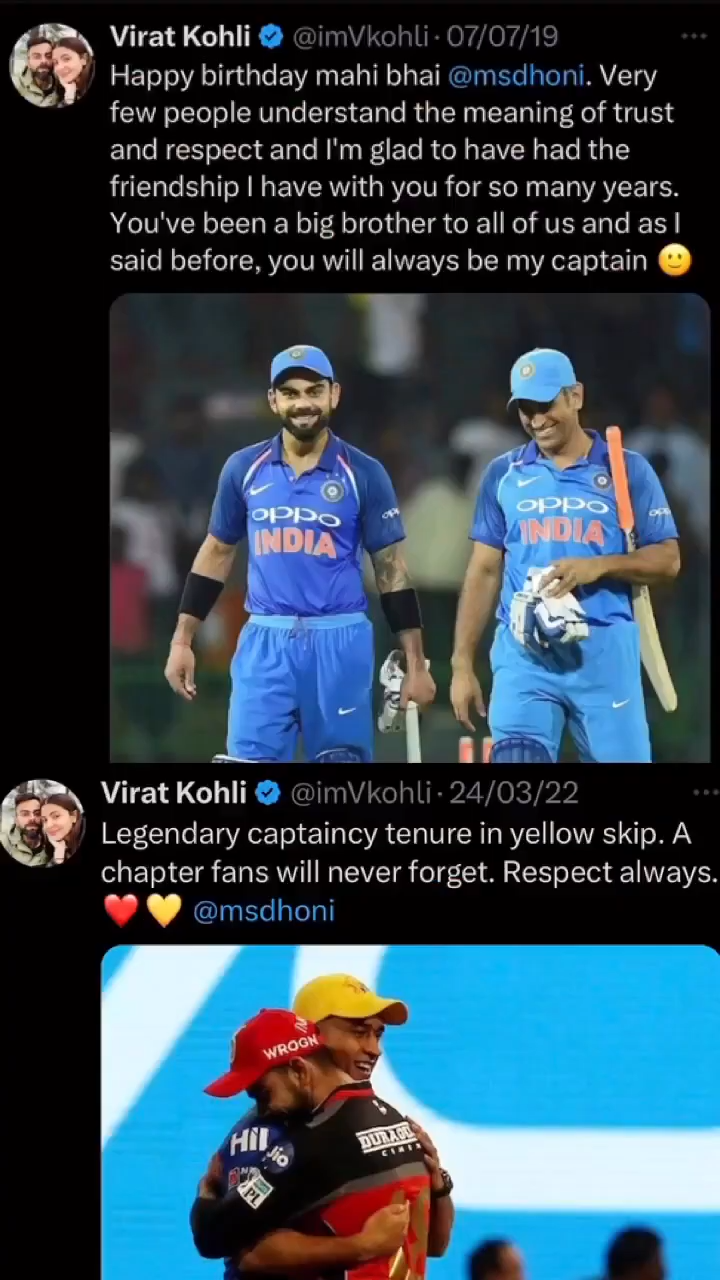 Virat Kohli @imVkohli · 07/07/19
Happy birthday mahi bhai @msdhoni. Very
few people understand the meaning of trust
and respect and I'm glad to have had the
friendship I have with you for so many years.
You've been a big brother to all of us and as I
said before, you will always be my captain 🙂
oppo
INDIA
oppo
oppo
INDIA
oppo
Virat Kohli @imVkohli · 24/03/22
Legendary captaincy tenure in yellow skip. A
chapter fans will never forget. Respect always.
❤️💛 @msdhoni
WROGN
Jio
IPL